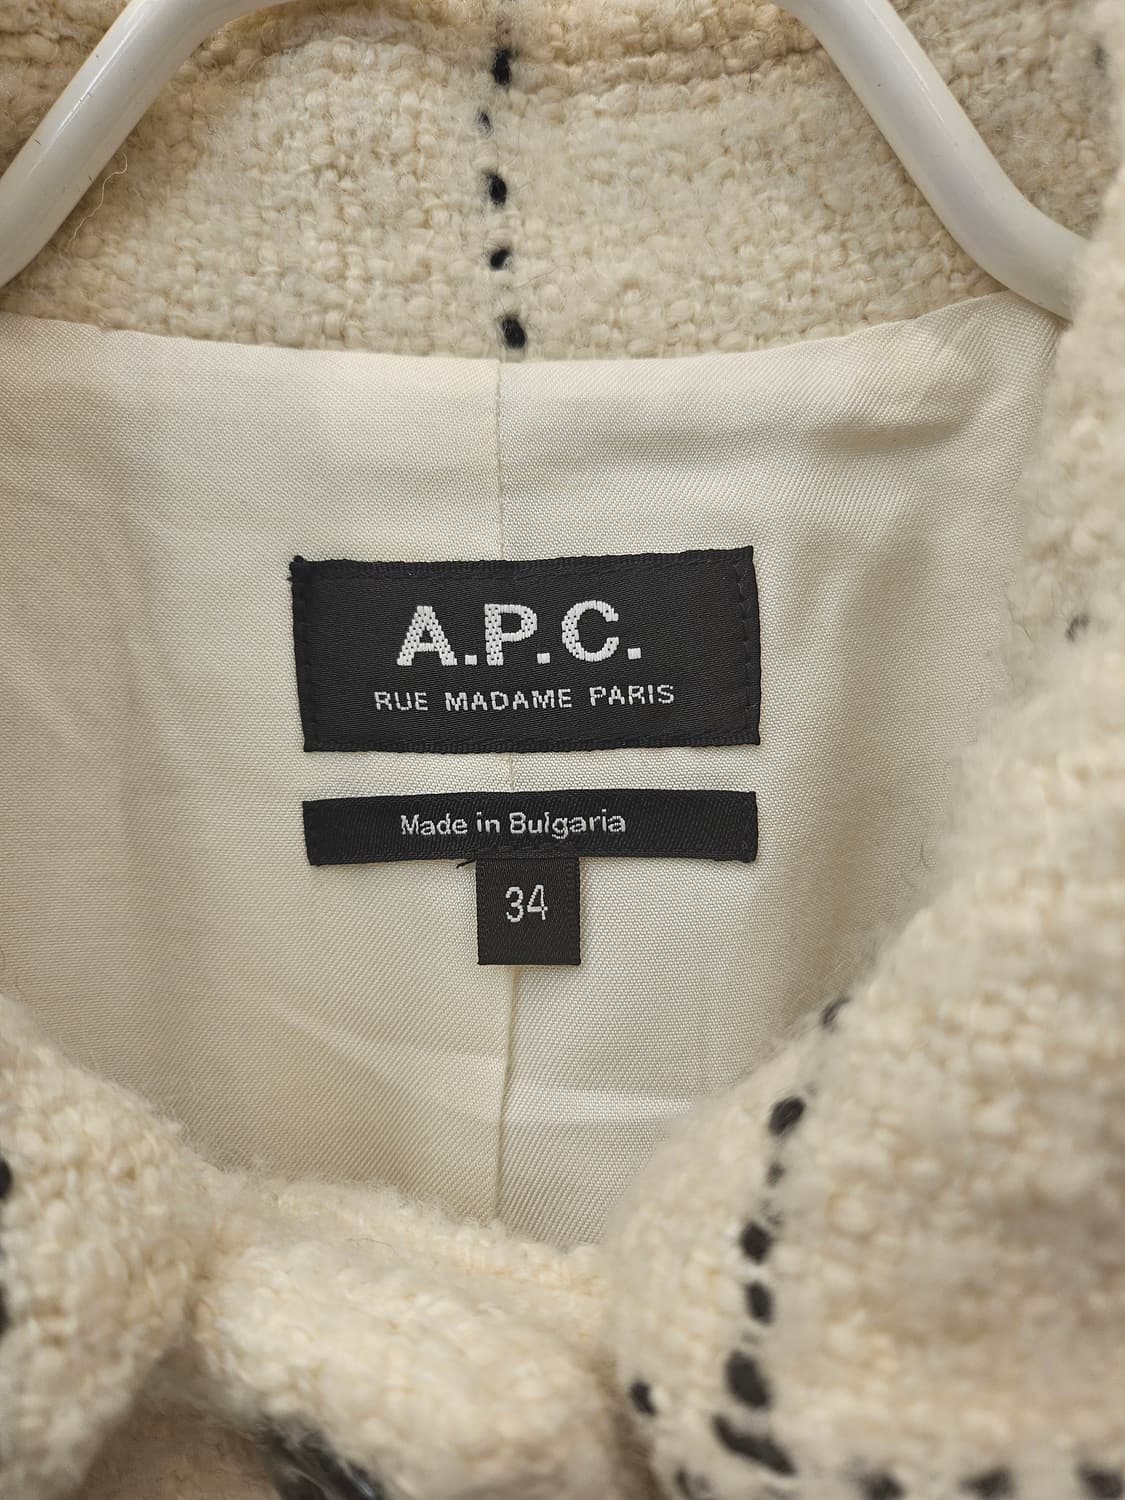 A.P.C.
RUE MADAME PARIS
Made in Bulgaria
34